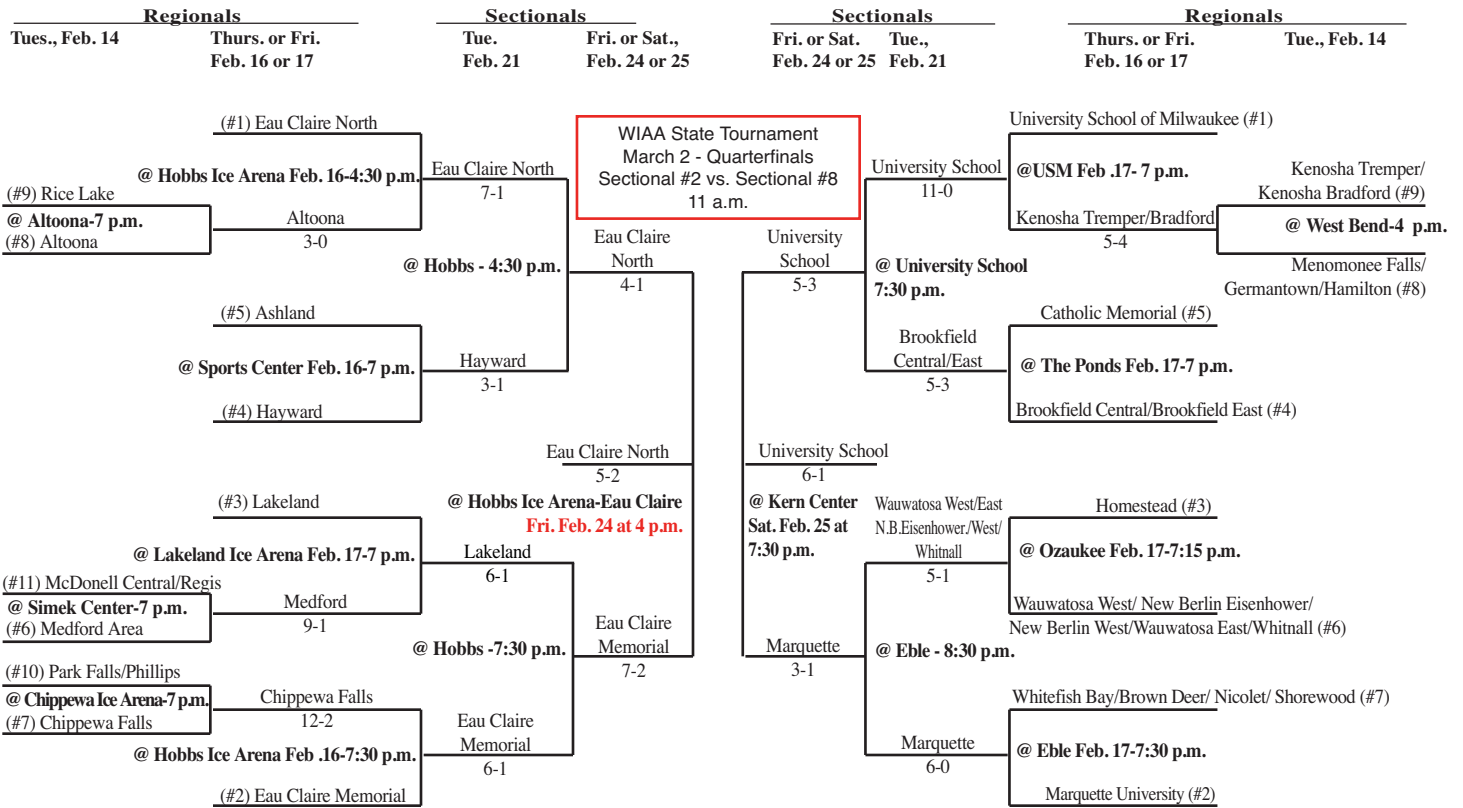 Regionals
Sectionals
Sectionals
Regionals
Tues., Feb. 14
Thurs. or Fri.
Feb. 16 or 17
Tue.
Feb. 21
Fri. or Sat.,
Feb. 24 or 25
Fri. or Sat.
Feb. 24 or 25
Tue.,
Feb. 21
Thurs. or Fri.
Feb. 16 or 17
Tue., Feb. 14
(#1) Eau Claire North
@ Hobbs Ice Arena Feb. 16-4:30 p.m.
(#9) Rice Lake
@ Altoona-7 p.m.
(#8) Altoona
Altoona
3-0
Eau Claire North
7-1
@ Hobbs - 4:30 p.m.
(#5) Ashland
@ Sports Center Feb. 16-7 p.m.
(#4) Hayward
Hayward
3-1
Eau Claire
North
4-1
Eau Claire North
5-2
@ Hobbs Ice Arena-Eau Claire
Fri. Feb. 24 at 4 p.m.
(#3) Lakeland
@ Lakeland Ice Arena Feb. 17-7 p.m.
(#11) McDonell Central/Regis
@ Simek Center-7 p.m.
(#6) Medford Area
Medford
9-1
Lakeland
6-1
@ Hobbs -7:30 p.m.
Eau Claire
Memorial
7-2
(#10) Park Falls/Phillips
@ Chippewa Ice Arena-7 p.m.
(#7) Chippewa Falls
Chippewa Falls
12-2
@ Hobbs Ice Arena Feb .16-7:30 p.m.
(#2) Eau Claire Memorial
Eau Claire
Memorial
6-1
WIAA State Tournament
March 2 - Quarterfinals
Sectional #2 vs. Sectional #8
11 a.m.
University School of Milwaukee (#1)
@USM Feb .17- 7 p.m.
Kenosha Tremper/
Kenosha Bradford (#9)
@ West Bend-4 p.m.
Menomonee Falls/
Germantown/Hamilton (#8)
Kenosha Tremper/Bradford
5-4
University School
11-0
@ University School
7:30 p.m.
Catholic Memorial (#5)
@ The Ponds Feb. 17-7 p.m.
Brookfield Central/Brookfield East (#4)
Brookfield
Central/East
5-3
University
School
5-3
University School
6-1
@ Kern Center
Sat. Feb. 25 at
7:30 p.m.
Homestead (#3)
@ Ozaukee Feb. 17-7:15 p.m.
Wauwatosa West/ New Berlin Eisenhower/
New Berlin West/Wauwatosa East/Whitnall (#6)
Wauwatosa West/East
N.B.Eisenhower./West/
Whitnall
5-1
@ Eble - 8:30 p.m.
Marquette
3-1
Whitefish Bay/Brown Deer/ Nicolet/ Shorewood (#7)
@ Eble Feb. 17-7:30 p.m.
Marquette University (#2)
Marquette
6-0